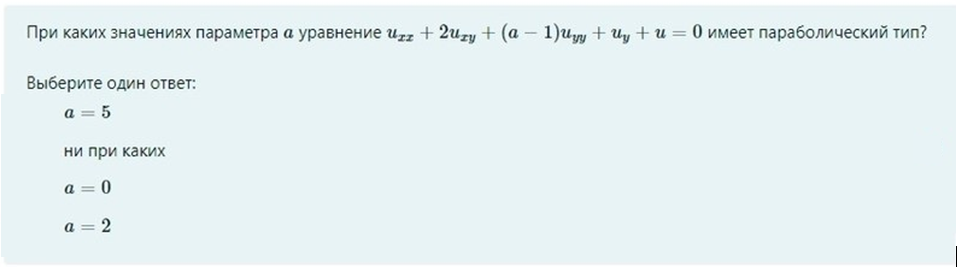 При каких значениях параметра a уравнение u_{xx} + 2u_{xy} + (a − 1)u_{yy} + u_y + u = 0 имеет параболический тип?
Выберите один ответ:
a = 5
ни при каких
a = 0
a = 2